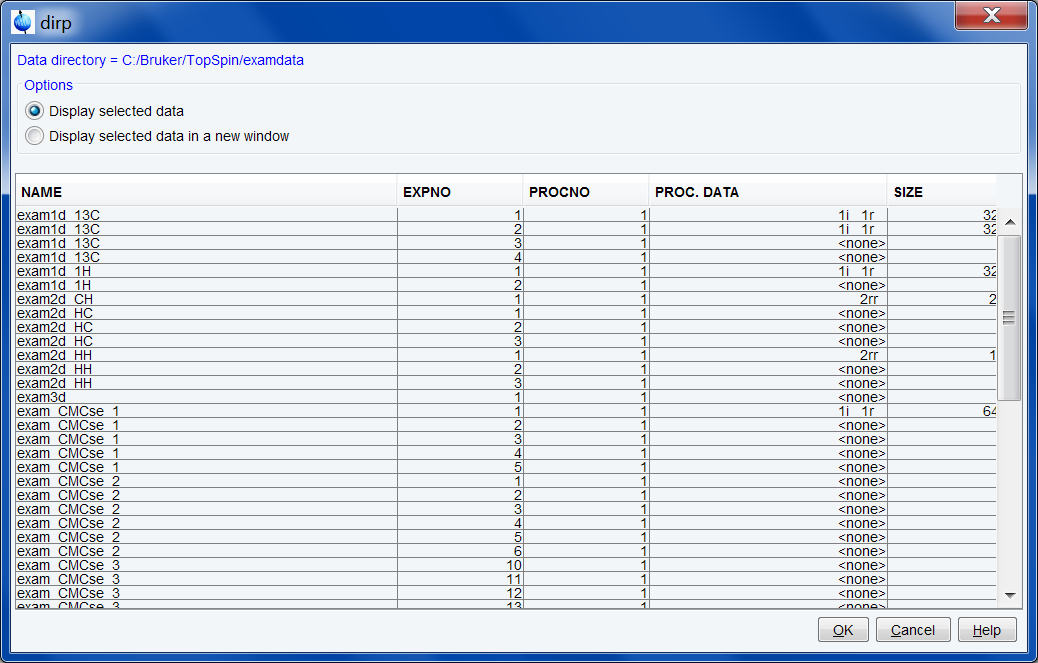 dirp
Data directory = C:/Bruker/TopSpin/examdata
Options
Display selected data
Display selected data in a new window
NAME EXPNO PROCNO PROC. DATA SIZE
exam1d_13C 1 1 1i 1r 32
exam1d_13C 2 1 1i 1r 32
exam1d_13C 3 1 <none>
exam1d_13C 4 1 <none>
exam1d_1H 1 1 1i 1r 32
exam1d_1H 2 1 <none>
exam2d_CH 1 1 2rr 2
exam2d_HC 1 1 <none>
exam2d_HC 2 1 <none>
exam2d_HC 3 1 <none>
exam2d_HH 1 1 2rr 1
exam2d_HH 2 1 <none>
exam2d_HH 3 1 <none>
exam3d 1 1 <none>
exam_CMCse_1 1 1 1i 1r 64
exam_CMCse_1 2 1 <none>
exam_CMCse_1 3 1 <none>
exam_CMCse_1 4 1 <none>
exam_CMCse_1 5 1 <none>
exam_CMCse_2 1 1 <none>
exam_CMCse_2 2 1 <none>
exam_CMCse_2 3 1 <none>
exam_CMCse_2 4 1 <none>
exam_CMCse_2 5 1 <none>
exam_CMCse_2 6 1 <none>
exam_CMCse_3 10 1 <none>
exam_CMCse_3 11 1 <none>
exam_CMCse_3 12 1 <none>
exam_CMCse_3 13 1 <none>
OK Cancel Help